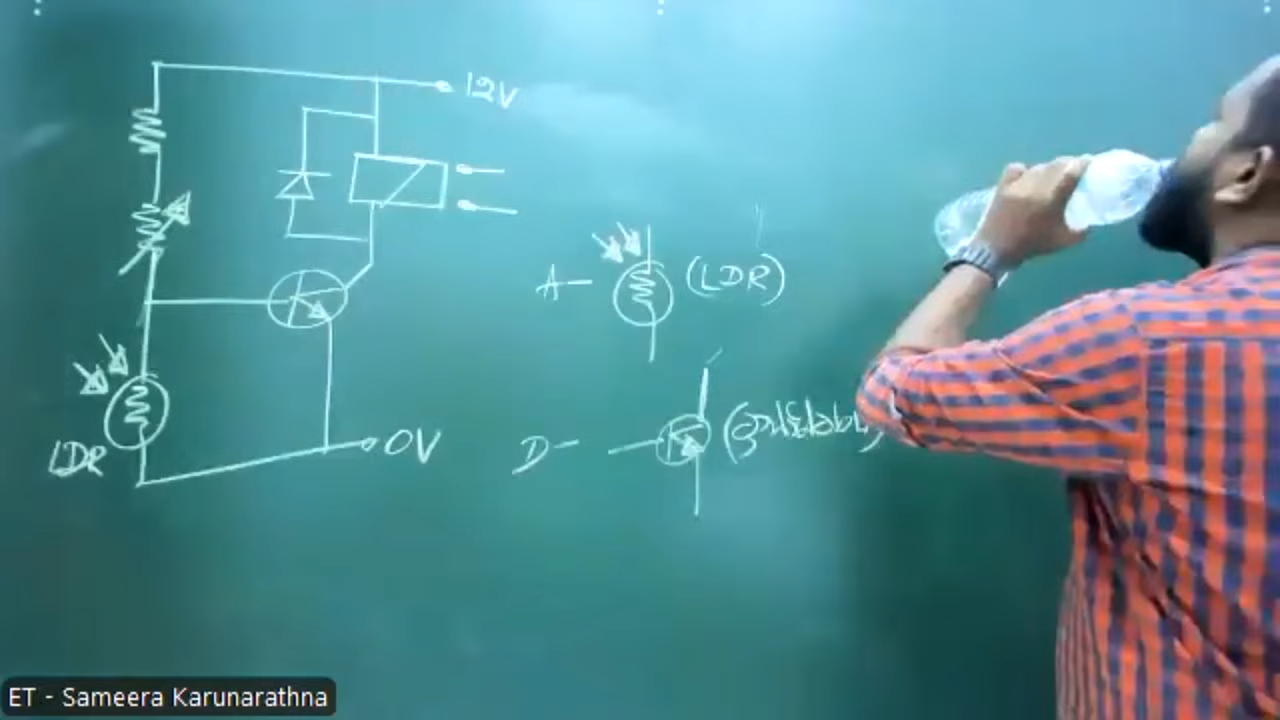 12V
A- (LDR)
LDR
0V
D-
ET - Sameera Karunarathna